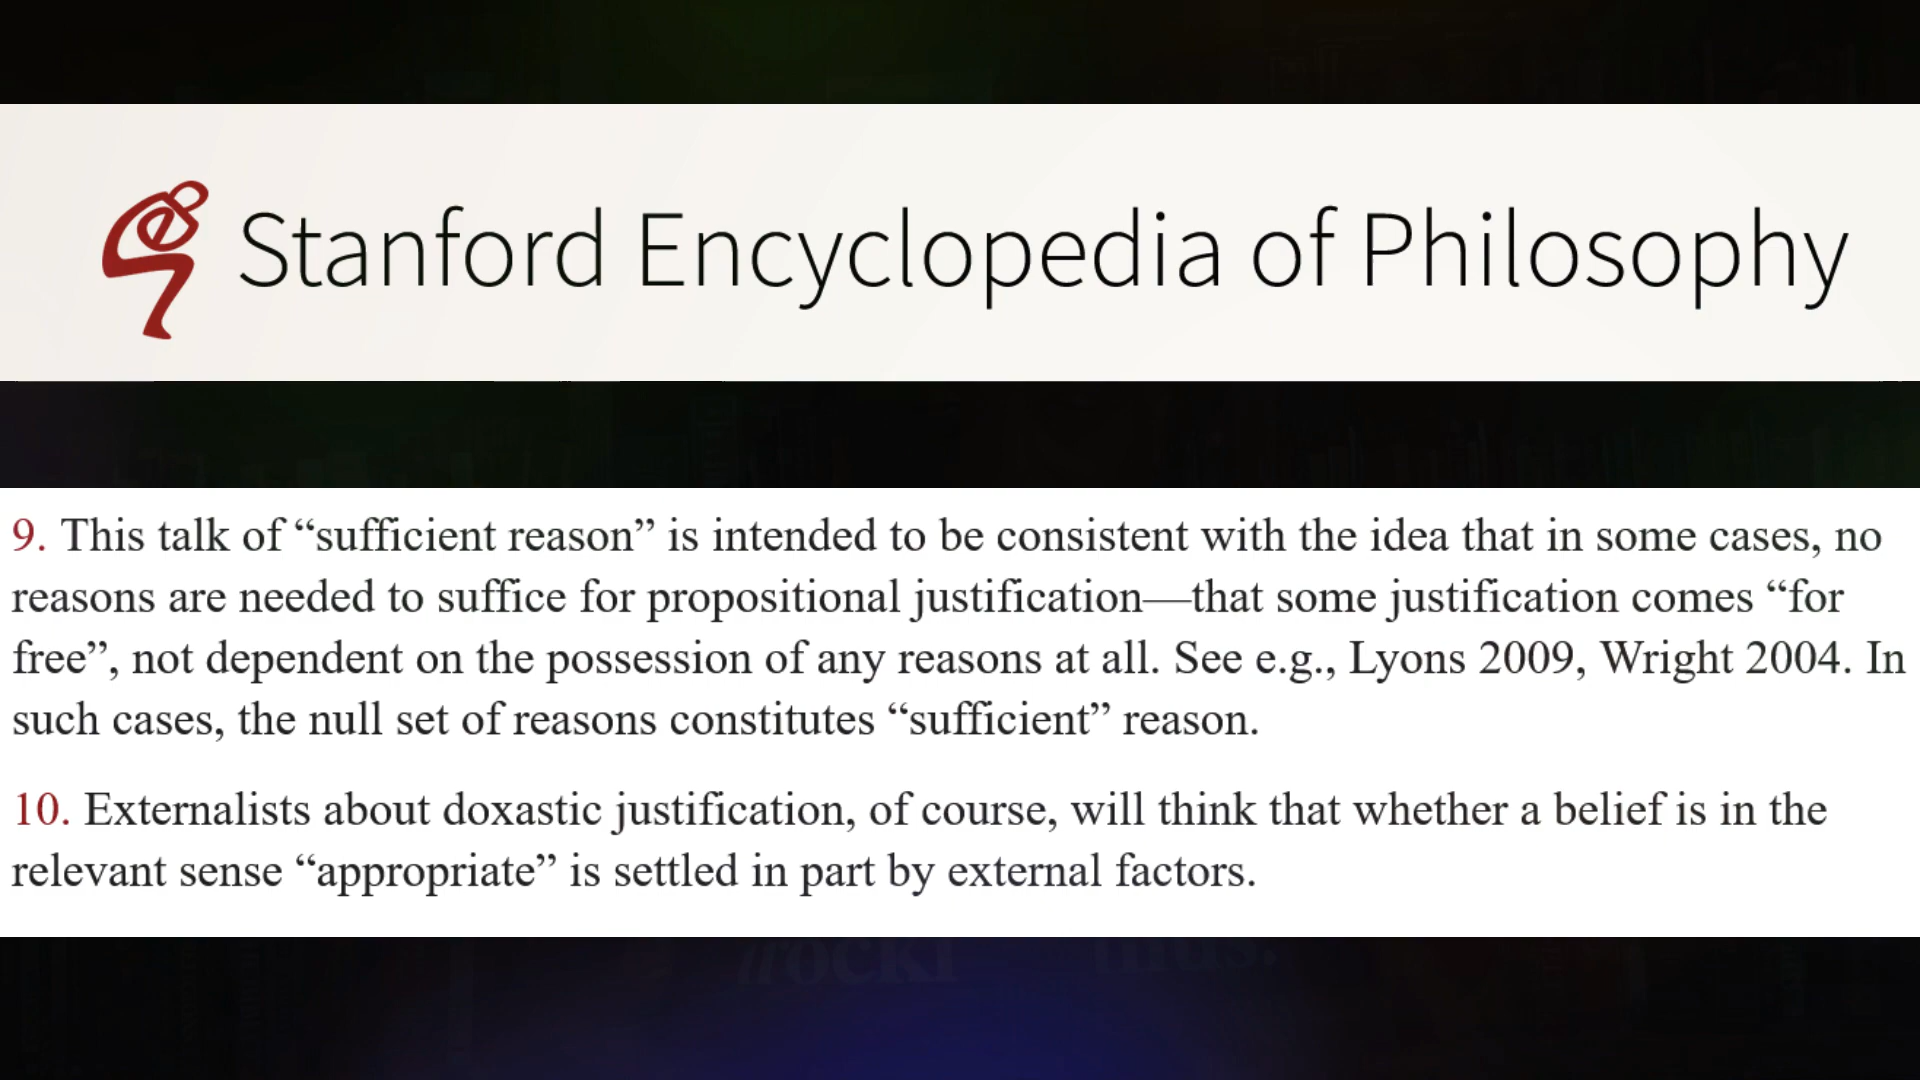 Stanford Encyclopedia of Philosophy
9. This talk of “sufficient reason” is intended to be consistent with the idea that in some cases, no
reasons are needed to suffice for propositional justification—that some justification comes “for
free”, not dependent on the possession of any reasons at all. See e.g., Lyons 2009, Wright 2004. In
such cases, the null set of reasons constitutes “sufficient” reason.
10. Externalists about doxastic justification, of course, will think that whether a belief is in the
relevant sense “appropriate” is settled in part by external factors.